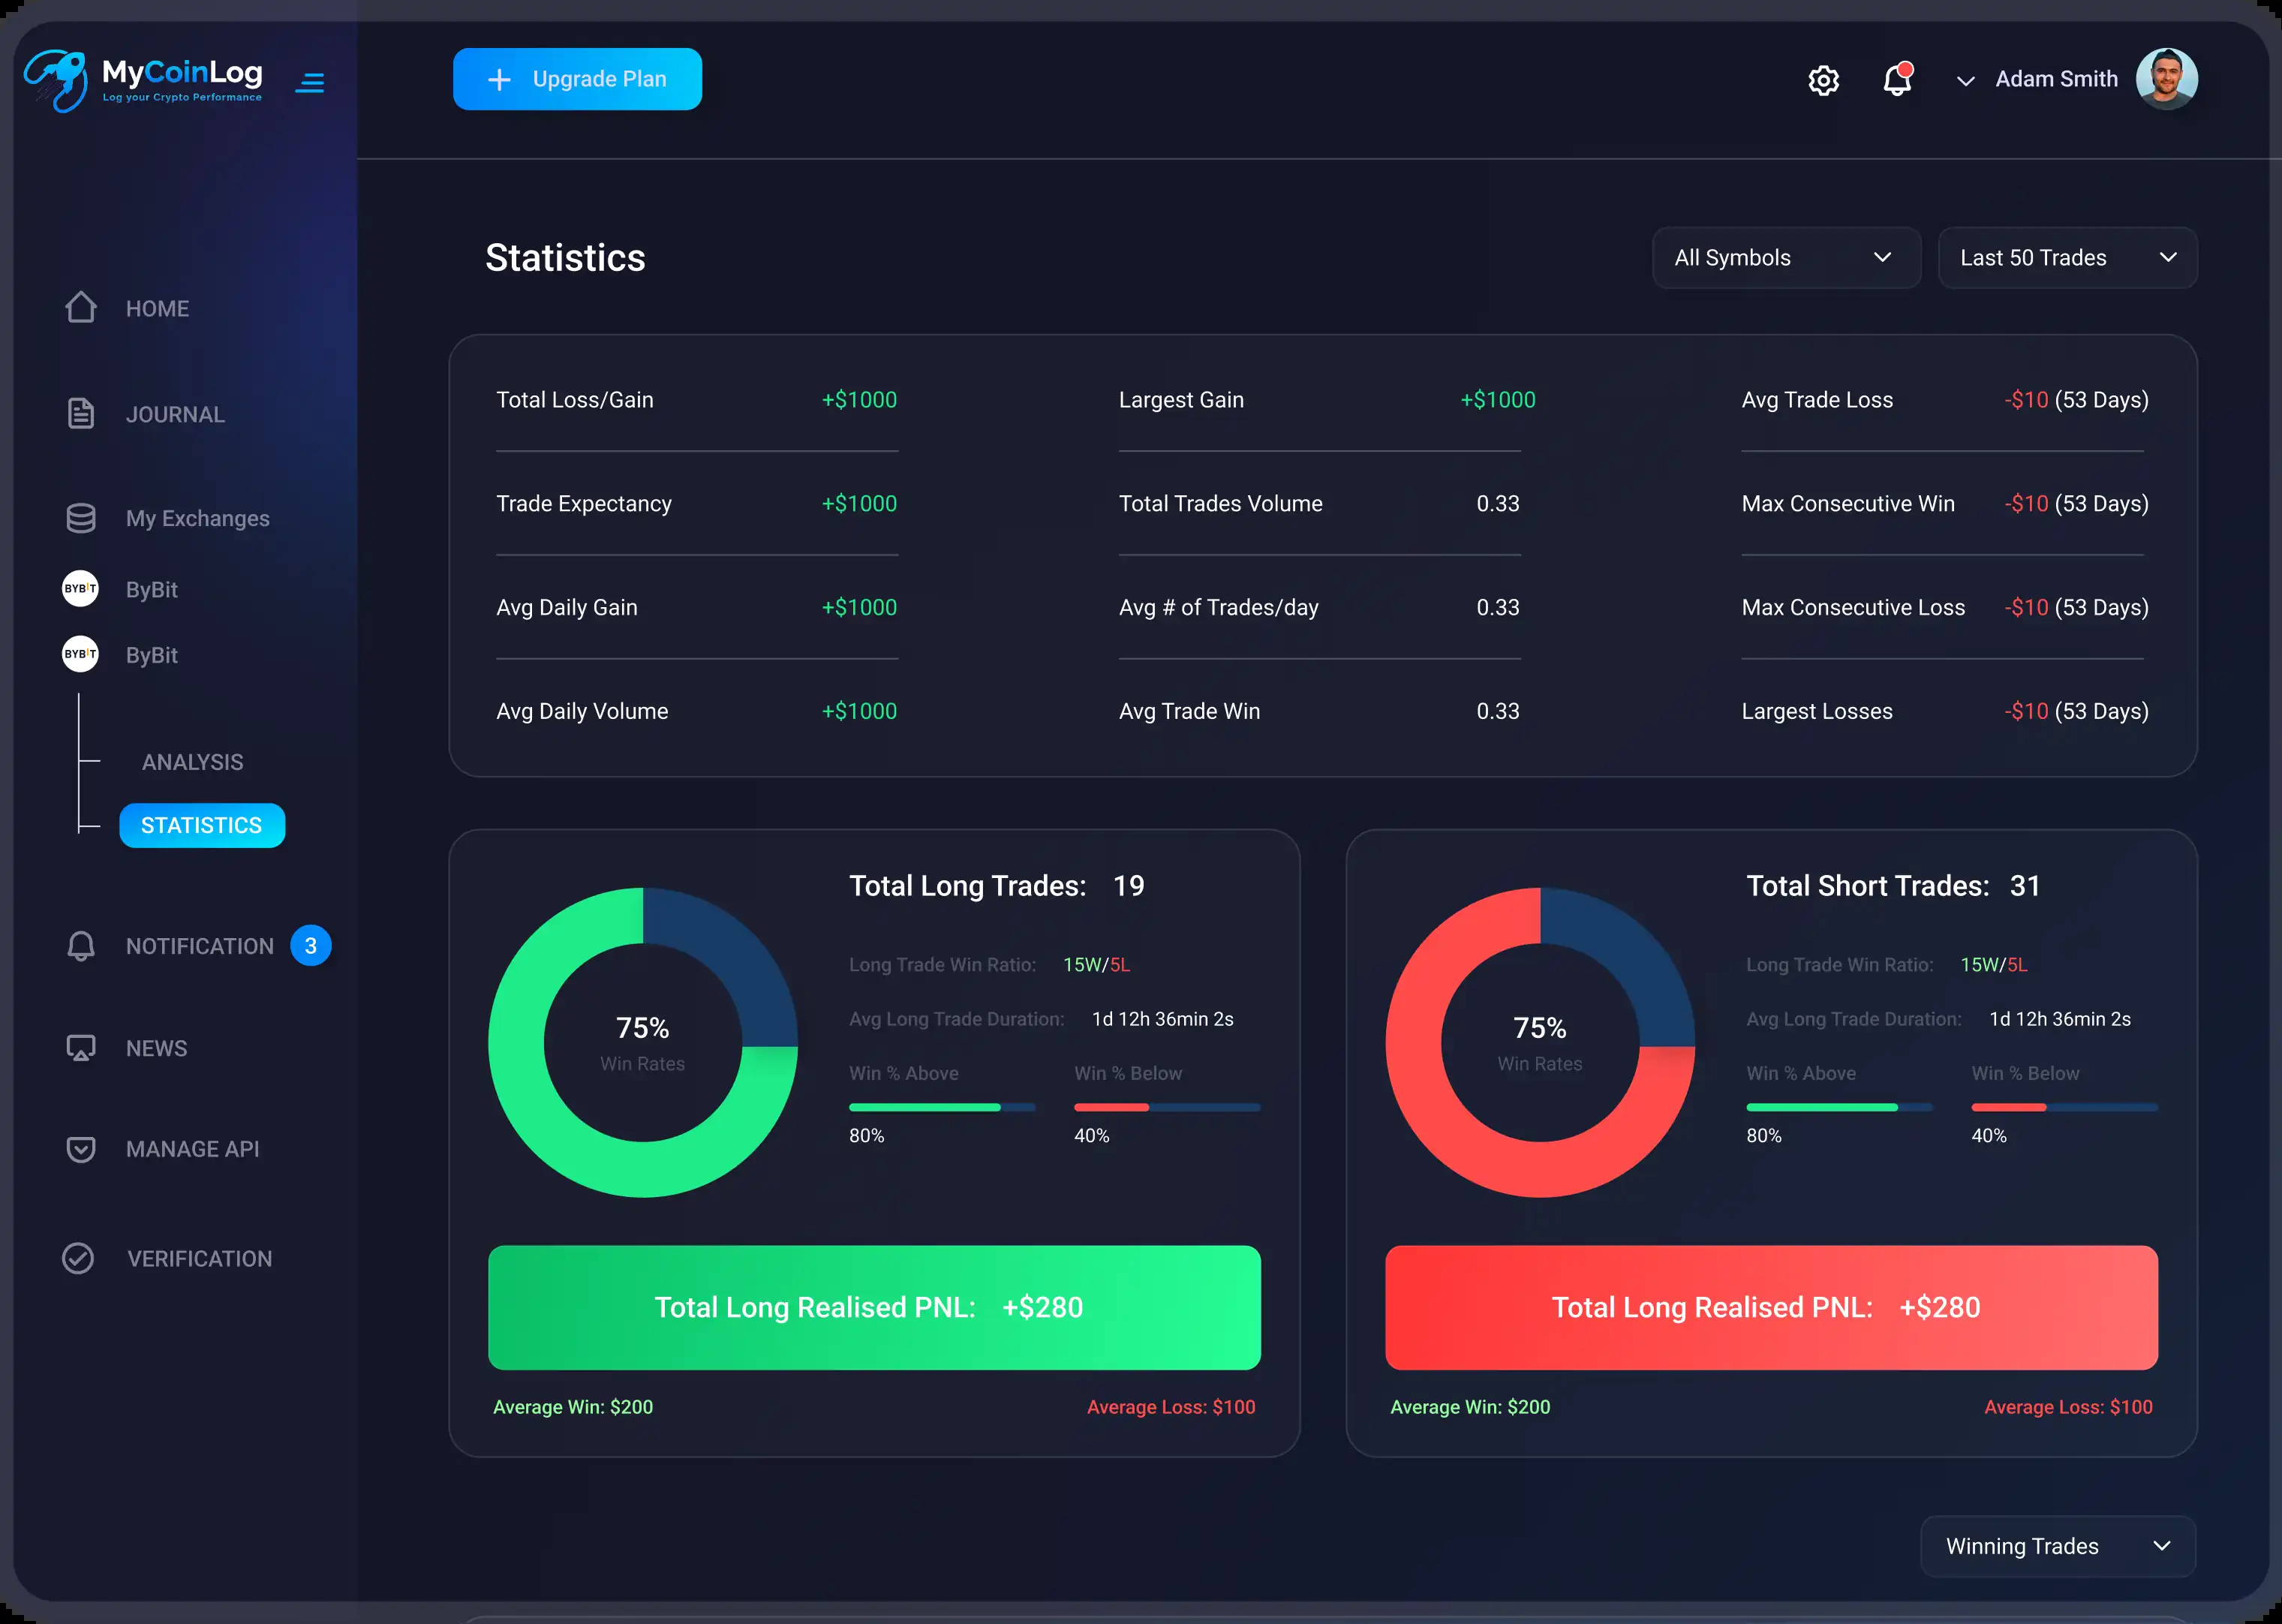 MyCoinLog
Log your Crypto Performance
Upgrade Plan
Adam Smith
HOME
JOURNAL
My Exchanges
BYBIT
ByBit
BYBIT
ByBit
ANALYSIS
STATISTICS
NOTIFICATION 3
NEWS
MANAGE API
VERIFICATION
Statistics
All Symbols
Last 50 Trades
Total Loss/Gain +$1000
Largest Gain +$1000
Avg Trade Loss -$10 (53 Days)
Trade Expectancy +$1000
Total Trades Volume 0.33
Max Consecutive Win -$10 (53 Days)
Avg Daily Gain +$1000
Avg # of Trades/day 0.33
Max Consecutive Loss -$10 (53 Days)
Avg Daily Volume +$1000
Avg Trade Win 0.33
Largest Losses -$10 (53 Days)
75%
Win Rates
Total Long Trades: 19
Long Trade Win Ratio: 15W/5L
Avg Long Trade Duration: 1d 12h 36min 2s
Win % Above Win % Below
80% 40%
Total Long Realised PNL: +$280
Average Win: $200 Average Loss: $100
75%
Win Rates
Total Short Trades: 31
Long Trade Win Ratio: 15W/5L
Avg Long Trade Duration: 1d 12h 36min 2s
Win % Above Win % Below
80% 40%
Total Long Realised PNL: +$280
Average Win: $200 Average Loss: $100
Winning Trades